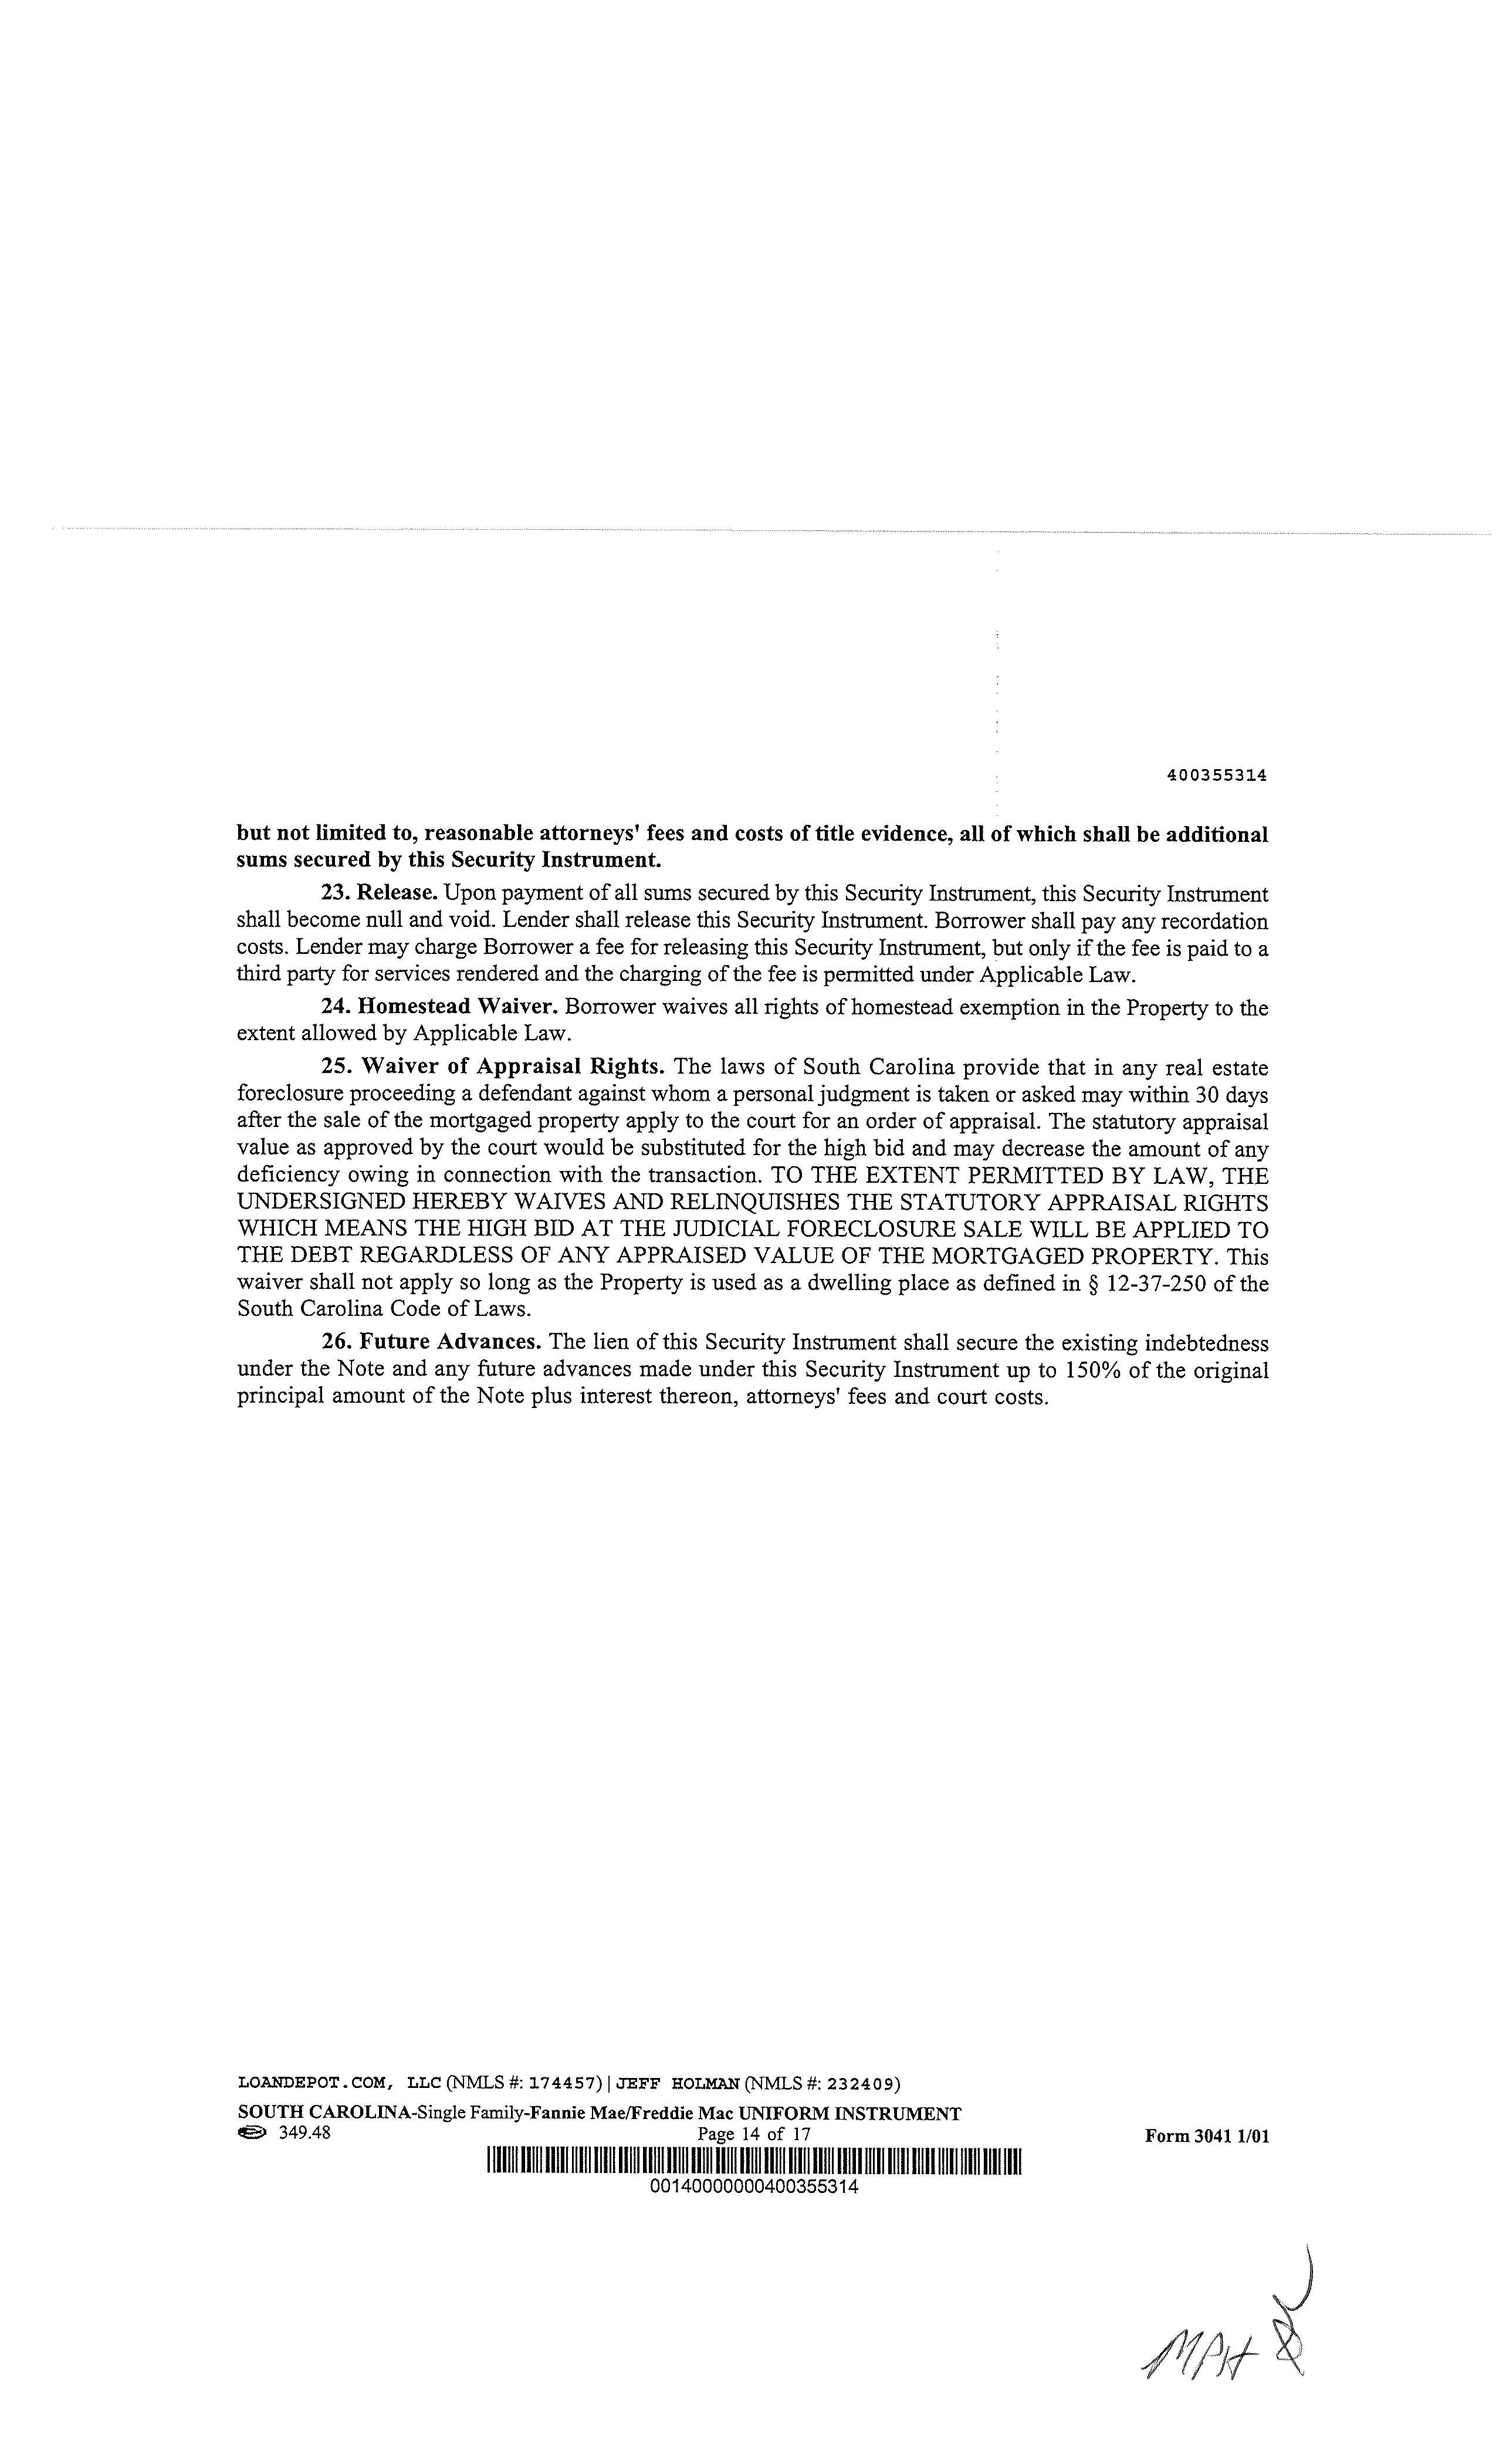 400355314
but not limited to, reasonable attorneys' fees and costs of title evidence, all of which shall be additional
sums secured by this Security Instrument.
23. Release. Upon payment of all sums secured by this Security Instrument, this Security Instrument
shall become null and void. Lender shall release this Security Instrument. Borrower shall pay any recordation
costs. Lender may charge Borrower a fee for releasing this Security Instrument, but only if the fee is paid to a
third party for services rendered and the charging of the fee is permitted under Applicable Law.
24. Homestead Waiver. Borrower waives all rights of homestead exemption in the Property to the
extent allowed by Applicable Law.
25. Waiver of Appraisal Rights. The laws of South Carolina provide that in any real estate
foreclosure proceeding a defendant against whom a personal judgment is taken or asked may within 30 days
after the sale of the mortgaged property apply to the court for an order of appraisal. The statutory appraisal
value as approved by the court would be substituted for the high bid and may decrease the amount of any
deficiency owing in connection with the transaction. TO THE EXTENT PERMITTED BY LAW, THE
UNDERSIGNED HEREBY WAIVES AND RELINQUISHES THE STATUTORY APPRAISAL RIGHTS
WHICH MEANS THE HIGH BID AT THE JUDICIAL FORECLOSURE SALE WILL BE APPLIED TO
THE DEBT REGARDLESS OF ANY APPRAISED VALUE OF THE MORTGAGED PROPERTY. This
waiver shall not apply so long as the Property is used as a dwelling place as defined in § 12-37-250 of the
South Carolina Code of Laws.
26. Future Advances. The lien of this Security Instrument shall secure the existing indebtedness
under the Note and any future advances made under this Security Instrument up to 150% of the original
principal amount of the Note plus interest thereon, attorneys' fees and court costs.
LOANDEPOT.COM, LLC (NMLS #: 174457) | JEFF HOLMAN (NMLS #: 232409)
SOUTH CAROLINA-Single Family-Fannie Mae/Freddie Mac UNIFORM INSTRUMENT
349.48 Page 14 of 17 Form 3041 1/01
00140000000400355314
MPH